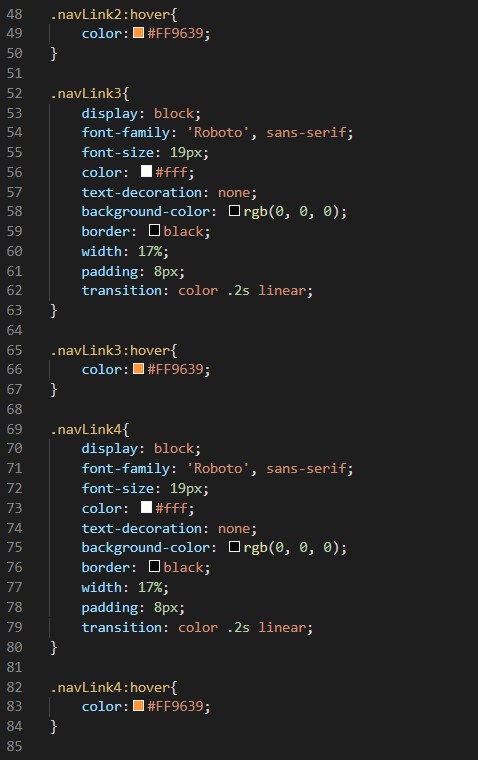 48 .navLink2:hover{
49     color: #FF9639;
50 }
51
52 .navLink3{
53     display: block;
54     font-family: 'Roboto', sans-serif;
55     font-size: 19px;
56     color: #fff;
57     text-decoration: none;
58     background-color: rgb(0, 0, 0);
59     border: black;
60     width: 17%;
61     padding: 8px;
62     transition: color .2s linear;
63 }
64
65 .navLink3:hover{
66     color: #FF9639;
67 }
68
69 .navLink4{
70     display: block;
71     font-family: 'Roboto', sans-serif;
72     font-size: 19px;
73     color: #fff;
74     text-decoration: none;
75     background-color: rgb(0, 0, 0);
76     border: black;
77     width: 17%;
78     padding: 8px;
79     transition: color .2s linear;
80 }
81
82 .navLink4:hover{
83     color: #FF9639;
84 }
85